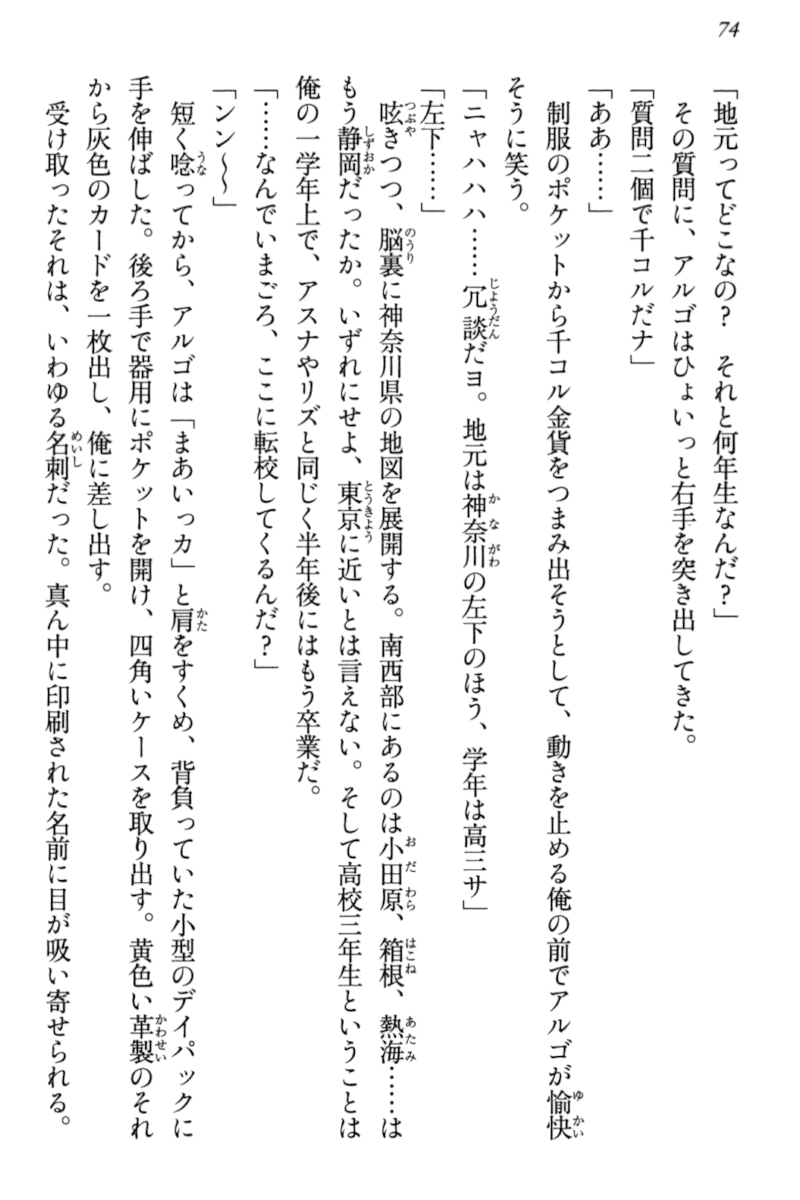 74
「地元ってどこなの？　それと何年生なんだ？」
その質問に、アルゴはひょいっと右手を突き出してきた。
「質問二個で千コルだナ」
「ああ……」
制服のポケットから千コル金貨をつまみ出そうとして、動きを止める俺の前でアルゴが愉快
そうに笑う。
「ニャハハハ……冗談だヨ。地元は神奈川の左下のほう、学年は高三サ」
「左下……」
呟きつつ、脳裏に神奈川県の地図を展開する。南西部にあるのは小田原、箱根、熱海……は
もう静岡だったか。いずれにせよ、東京に近いとは言えない。そして高校三年生ということは
俺の一学年上で、アスナやリズと同じく半年後にはもう卒業だ。
「……なんでいまごろ、ここに転校してくるんだ？」
「ンン～～」
短く唸ってから、アルゴは「まあいっカ」と肩をすくめ、背負っていた小型のデイパックに
手を伸ばした。後ろ手で器用にポケットを開け、四角いケースを取り出す。黄色い革製のそれ
から灰色のカードを一枚出し、俺に差し出す。
受け取ったそれは、いわゆる名刺だった。真ん中に印刷された名前に目が吸い寄せられる。